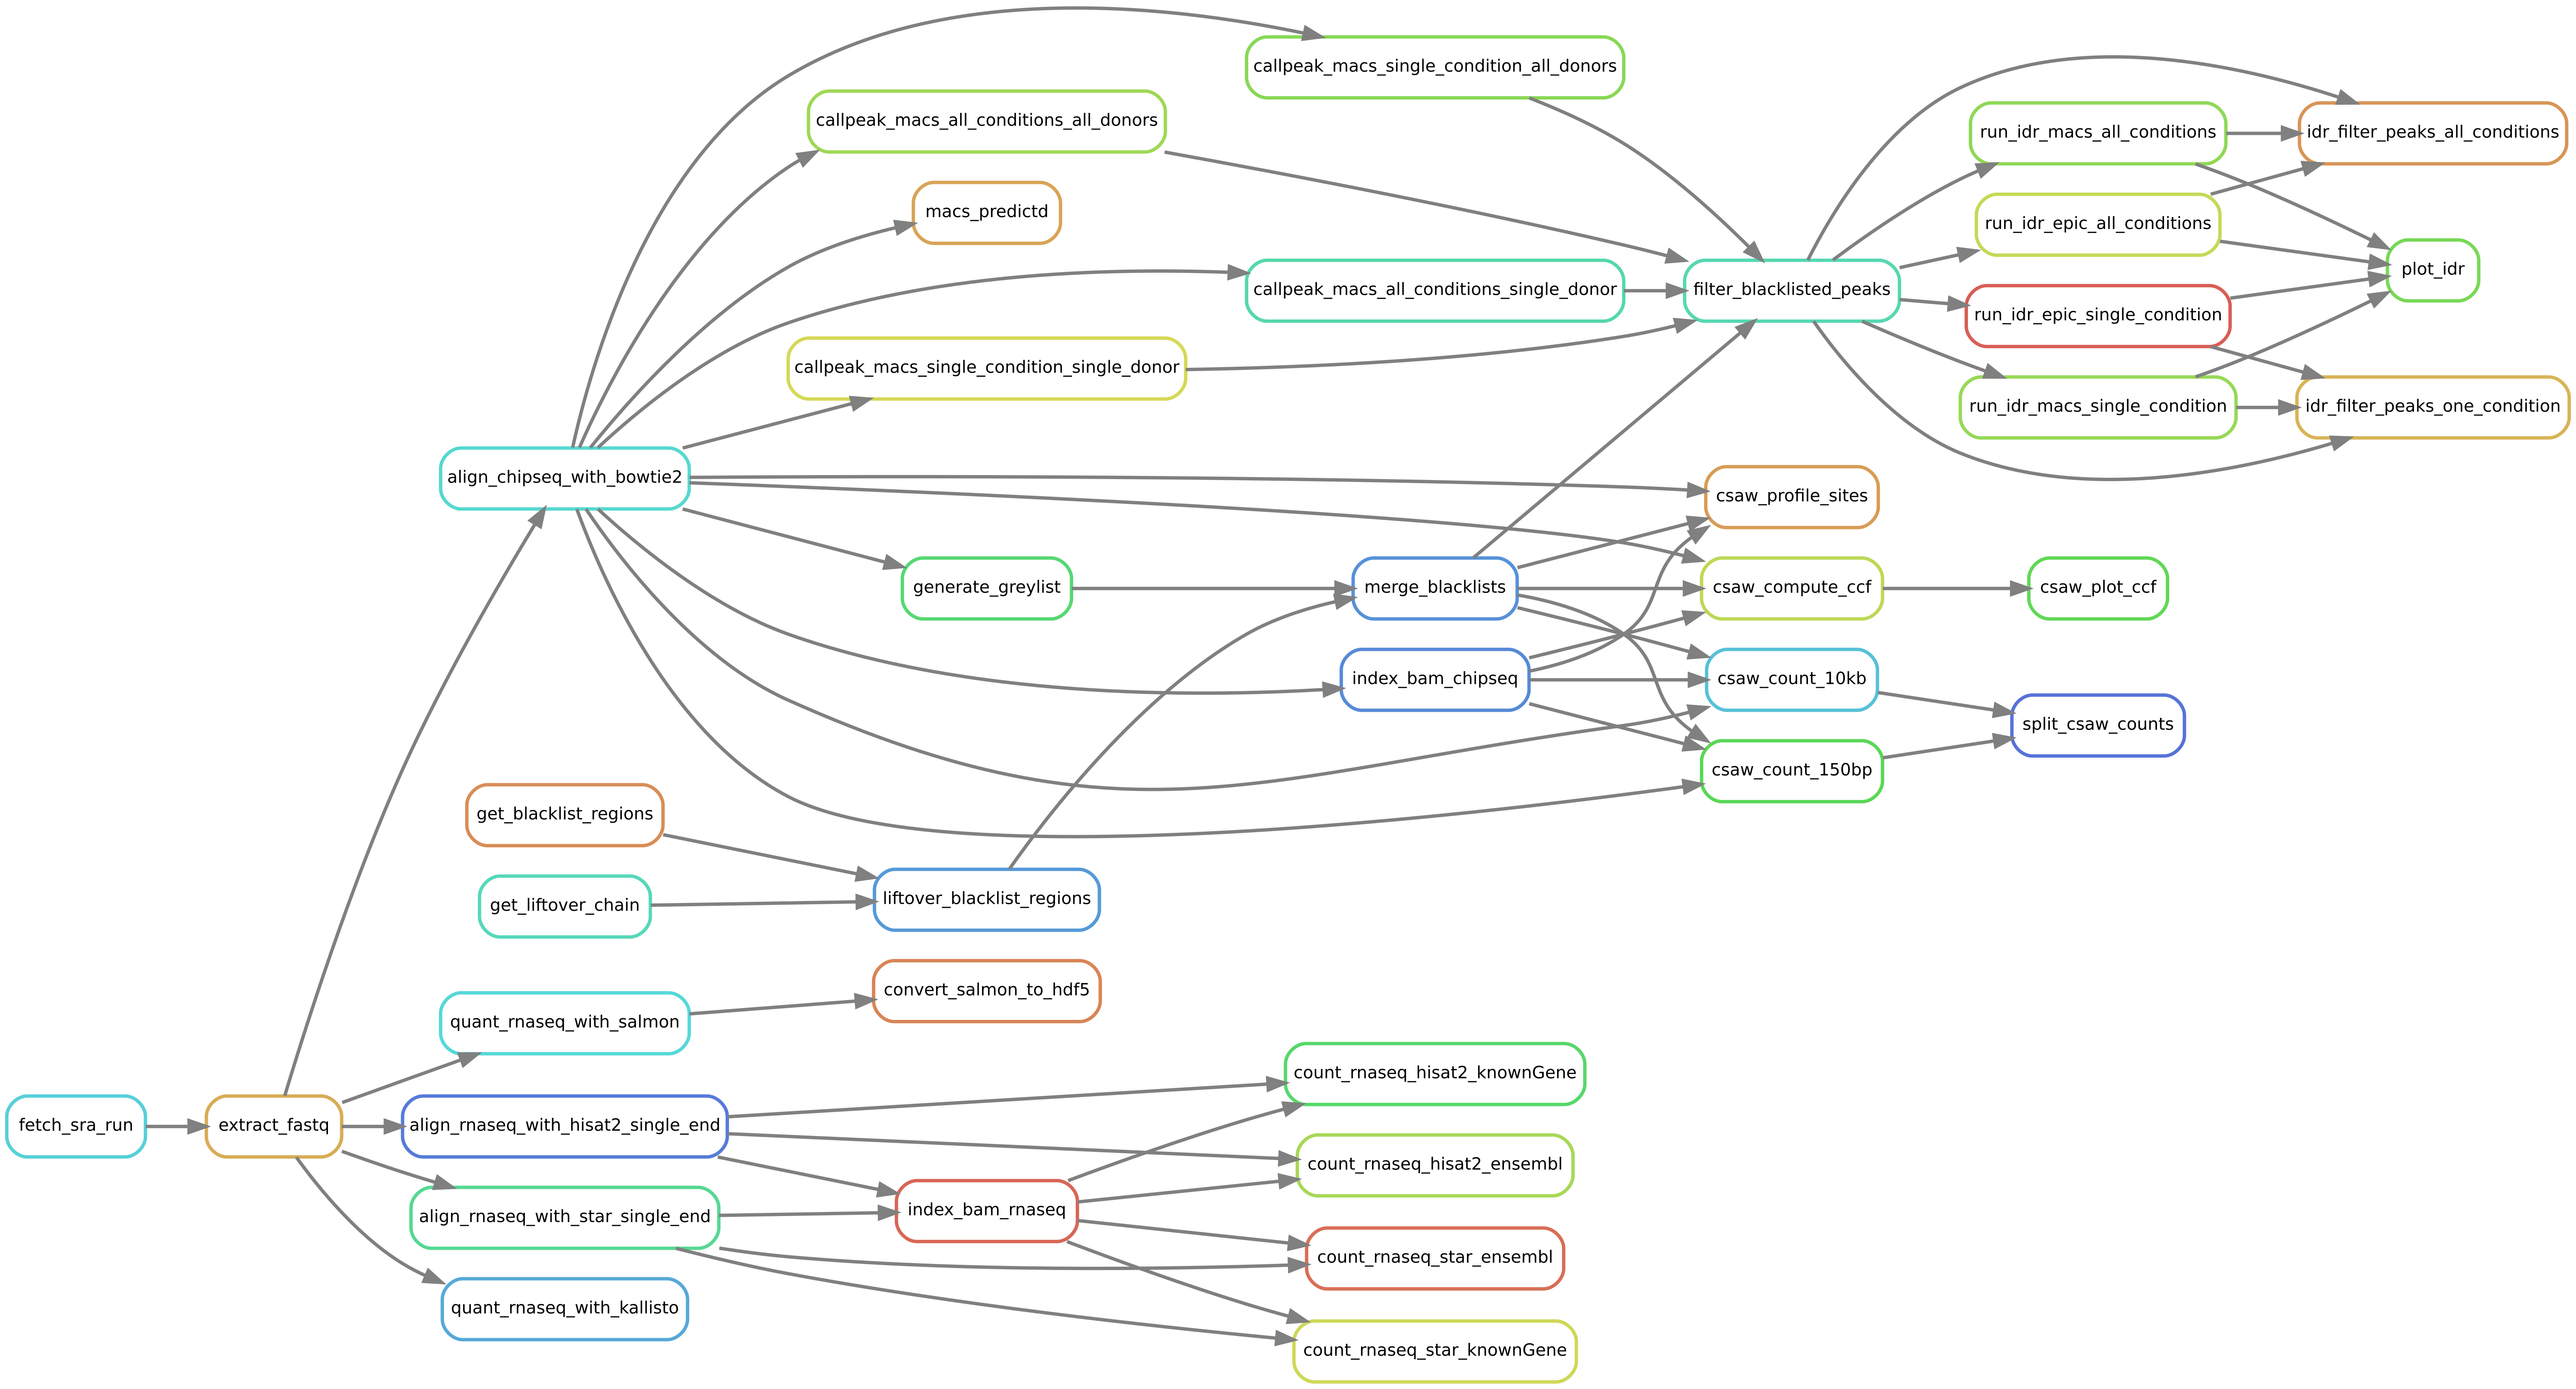 callpeak_macs_single_condition_all_donors
callpeak_macs_all_conditions_all_donors
run_idr_macs_all_conditions
idr_filter_peaks_all_conditions
macs_predictd
run_idr_epic_all_conditions
plot_idr
callpeak_macs_all_conditions_single_donor
filter_blacklisted_peaks
run_idr_epic_single_condition
callpeak_macs_single_condition_single_donor
run_idr_macs_single_condition
idr_filter_peaks_one_condition
align_chipseq_with_bowtie2
csaw_profile_sites
generate_greylist
merge_blacklists
csaw_compute_ccf
csaw_plot_ccf
index_bam_chipseq
csaw_count_10kb
split_csaw_counts
csaw_count_150bp
get_blacklist_regions
liftover_blacklist_regions
get_liftover_chain
convert_salmon_to_hdf5
quant_rnaseq_with_salmon
count_rnaseq_hisat2_knownGene
fetch_sra_run
extract_fastq
align_rnaseq_with_hisat2_single_end
count_rnaseq_hisat2_ensembl
align_rnaseq_with_star_single_end
index_bam_rnaseq
count_rnaseq_star_ensembl
quant_rnaseq_with_kallisto
count_rnaseq_star_knownGene